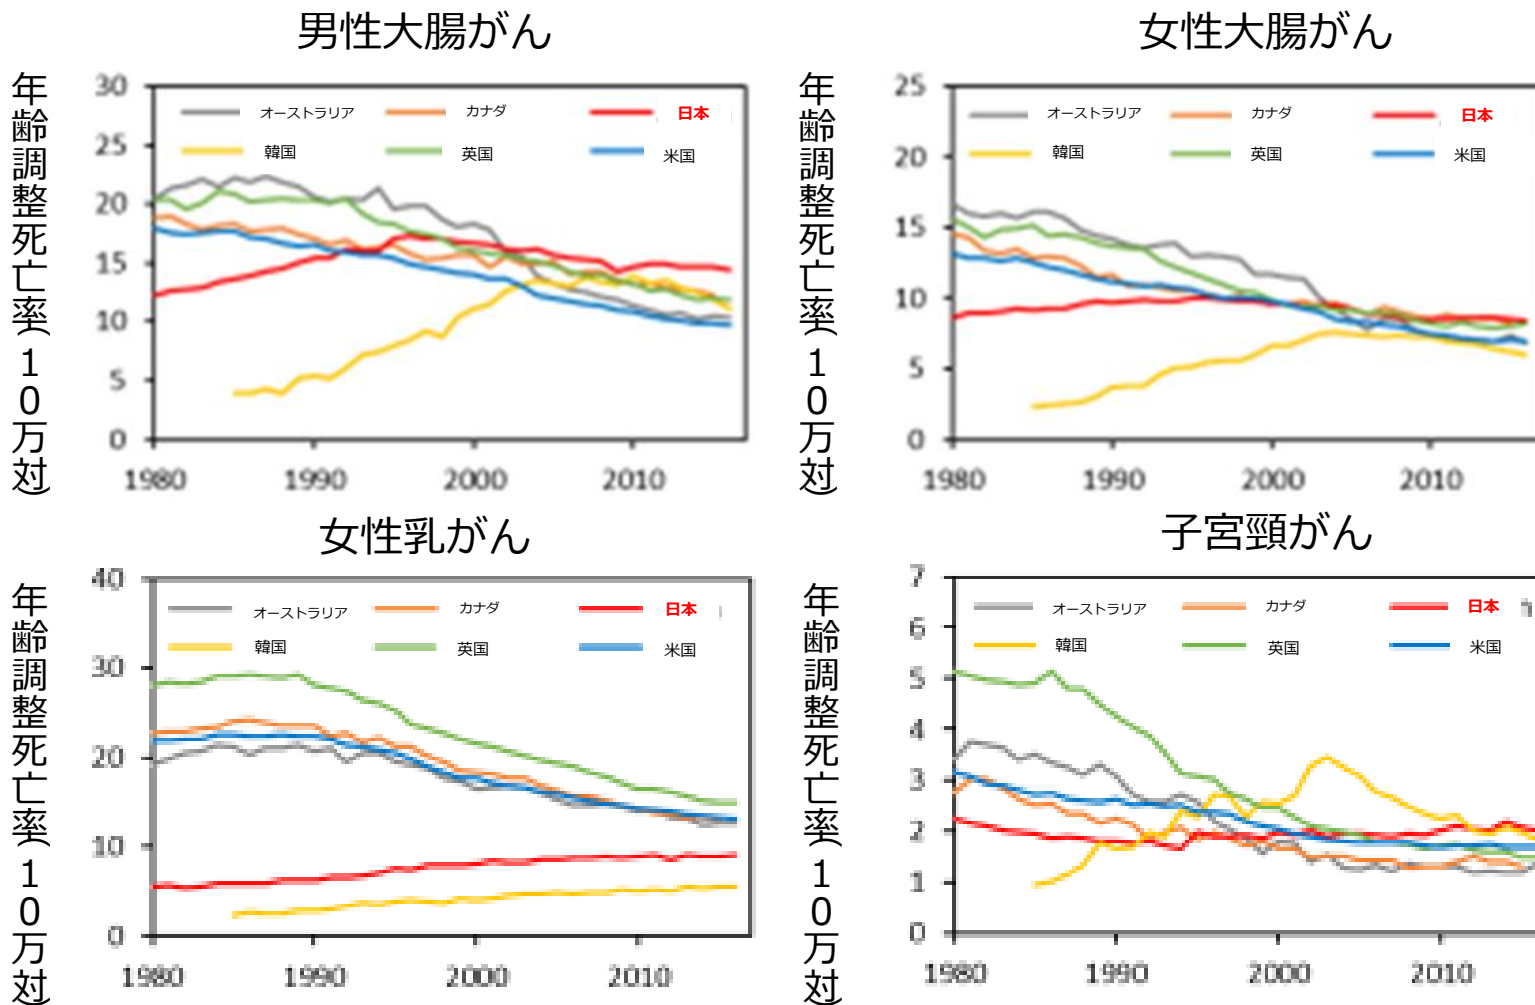 男性大腸がん
年齢調整死亡率(10万対)
30
25
20
15
10
5
0
オーストラリア
カナダ
日本
韓国
英国
米国
1980
1990
2000
2010
女性大腸がん
年齢調整死亡率(10万対)
25
20
15
10
5
0
オーストラリア
カナダ
日本
韓国
英国
米国
1980
1990
2000
2010
女性乳がん
年齢調整死亡率(10万対)
40
30
20
10
0
オーストラリア
カナダ
日本
韓国
英国
米国
1980
1990
2000
2010
子宮頸がん
年齢調整死亡率(10万対)
7
6
5
4
3
2
1
0
オーストラリア
カナダ
日本
韓国
英国
米国
1980
1990
2000
2010